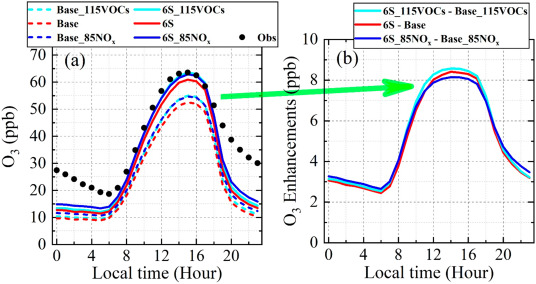 Base_115VOCs 6S_115VOCs
Base 6S
Base_85NOx 6S_85NOx Obs
6S_115VOCs - Base_115VOCs
6S - Base
6S_85NOx - Base_85NOx
(a)
70
60
50
40
30
20
10
0
O3 (ppb)
0 4 8 12 16 20
Local time (Hour)
(b)
10
8
6
4
2
0
O3 Enhancements (ppb)
0 4 8 12 16 20
Local time (Hour)